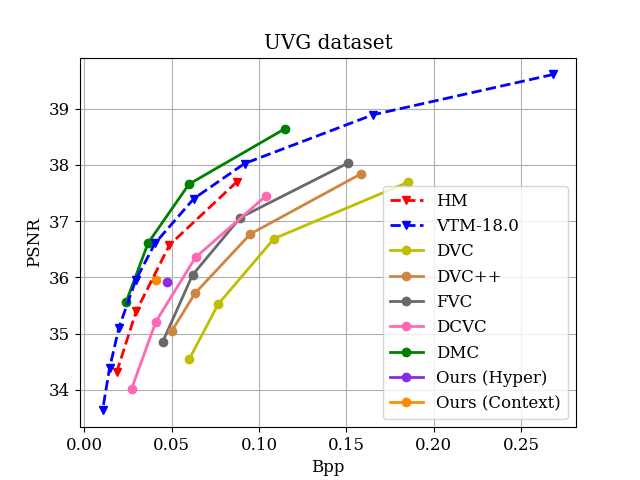 UVG dataset
PSNR
39
38
37
36
35
34
0.00
0.05
0.10
0.15
0.20
0.25
Bpp
HM
VTM-18.0
DVC
DVC++
FVC
DCVC
DMC
Ours (Hyper)
Ours (Context)